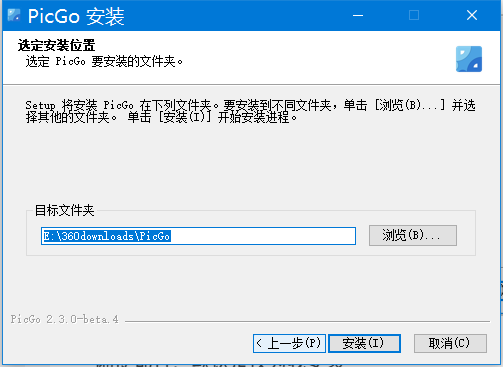 PicGo 安装
选定安装位置
选定 PicGo 要安装的文件夹。
Setup 将安装 PicGo 在下列文件夹。要安装到不同文件夹，单击 [浏览(B)...] 并选
择其他的文件夹。 单击 [安装(I)] 开始安装进程。
目标文件夹
E:\360downloads\PicGo
浏览(B)...
PicGo 2.3.0-beta.4
< 上一步(P)
安装(I)
取消(C)